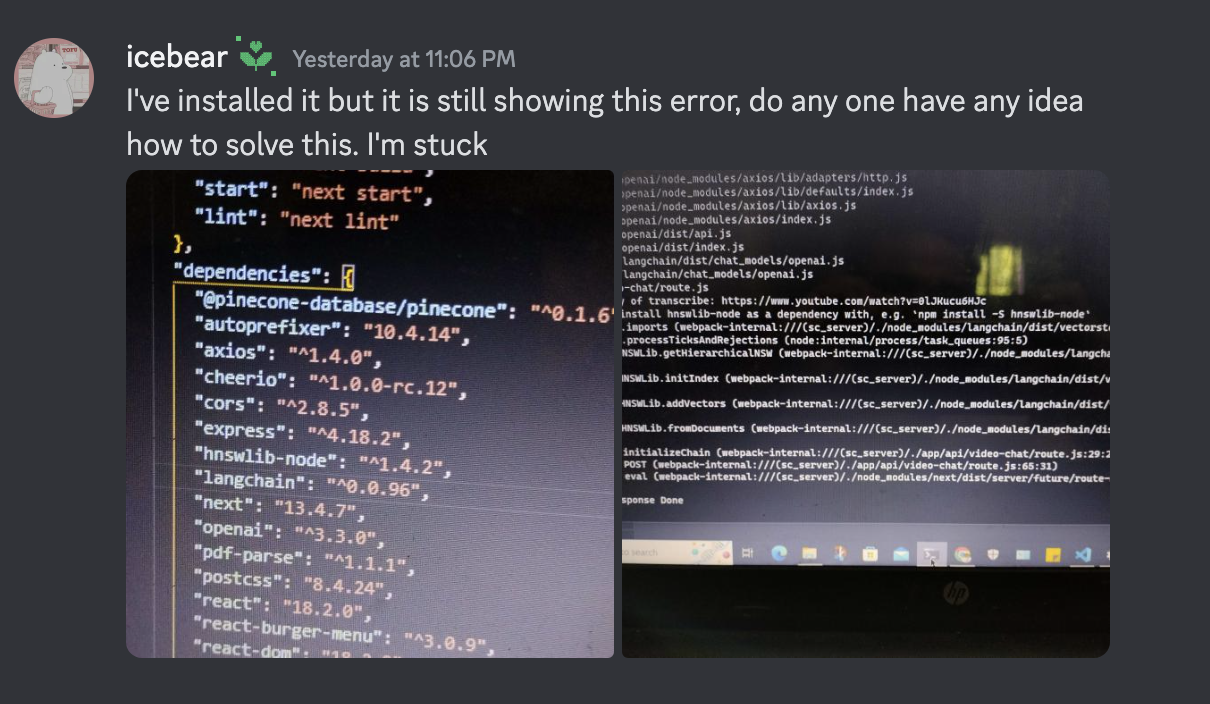 icebear
Yesterday at 11:06 PM
I've installed it but it is still showing this error, do any one have any idea
how to solve this. I'm stuck
"start": "next start",
"lint": "next lint"
},
"dependencies": {
"@pinecone-database/pinecone": "^0.1.6"
"autoprefixer": "10.4.14",
"axios": "^1.4.0",
"cheerio": "^1.0.0-rc.12",
"cors": "^2.8.5",
"express": "^4.18.2",
"hnswlib-node": "^1.4.2",
"langchain": "^0.0.96",
"next": "13.4.7",
"openai": "^3.3.0",
"pdf-parse": "^1.1.1",
"postcss": "8.4.24",
"react": "18.2.0",
"react-burger-menu": "^3.0.9",
"react-dom":
openai/node_modules/axios/lib/adapters/http.js
openai/node_modules/axios/lib/defaults/index.js
openai/node_modules/axios/lib/axios.js
openai/node_modules/axios/index.js
openai/dist/api.js
openai/dist/index.js
langchain/dist/chat_models/openai.js
langchain/chat_models/openai.js
-chat/route.js
of transcribe: https://www.youtube.com/watch?v=0lJKucu6HJc
install hnswlib-node as a dependency with, e.g. `npm install -S hnswlib-node`
.imports (webpack-internal:///(sc_server)/./node_modules/langchain/dist/vectorst
.processTicksAndRejections (node:internal/process/task_queues:95:5)
HNSWLib.getHierarchicalNSW (webpack-internal:///(sc_server)/./node_modules/langcha
HNSWLib.initIndex (webpack-internal:///(sc_server)/./node_modules/langchain/dist/v
HNSWLib.addVectors (webpack-internal:///(sc_server)/./node_modules/langchain/dist/
HNSWLib.fromDocuments (webpack-internal:///(sc_server)/./node_modules/langchain/dis
initializeChain (webpack-internal:///(sc_server)/./app/api/video-chat/route.js:29:2
POST (webpack-internal:///(sc_server)/./app/api/video-chat/route.js:65:31)
eval (webpack-internal:///(sc_server)/./node_modules/next/dist/server/future/route-
sponse Done
o search
hp